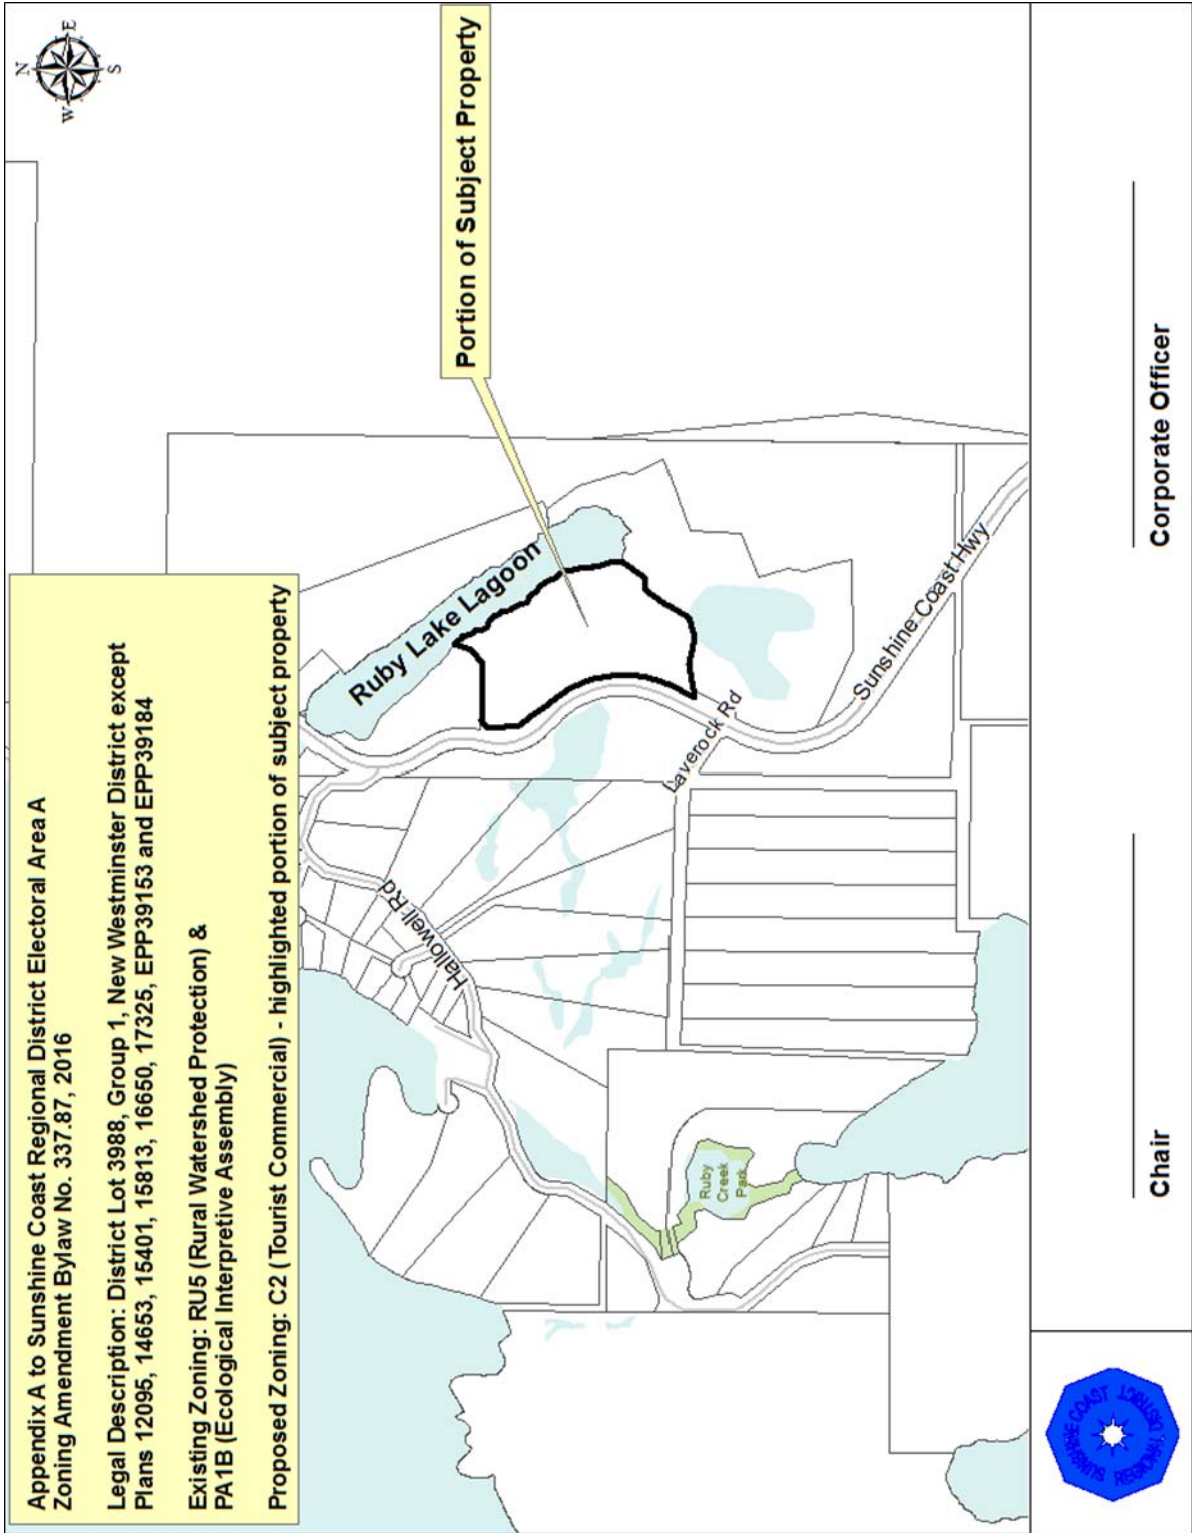 Appendix A to Sunshine Coast Regional District Electoral Area A
Zoning Amendment Bylaw No. 337.87, 2016
Legal Description: District Lot 3988, Group 1, New Westminster District except
Plans 12095, 14653, 15401, 15813, 16650, 17325, EPP39153 and EPP39184
Existing Zoning: RU5 (Rural Watershed Protection) &
PA1B (Ecological Interpretive Assembly)
Proposed Zoning: C2 (Tourist Commercial) - highlighted portion of subject property
N
W
E
S
Ruby Lake Lagoon
Portion of Subject Property
Hallowell Rd
Laverock Rd
Sunshine Coast Hwy
Ruby
Creek
Park
SUNSHINE COAST
REGIONAL DISTRICT
Chair
Corporate Officer